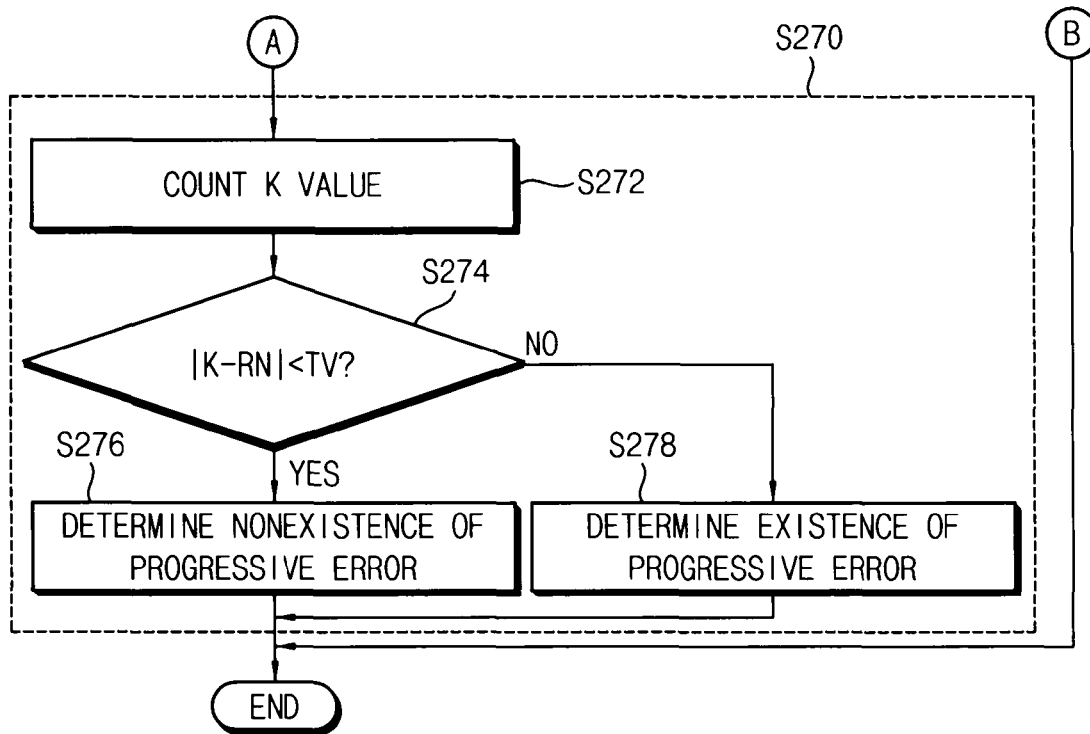 A
S270
B
COUNT K VALUE
S272
S274
|K-RN|<TV?
NO
S276
YES
S278
DETERMINE NONEXISTENCE OF
PROGRESSIVE ERROR
DETERMINE EXISTENCE OF
PROGRESSIVE ERROR
END